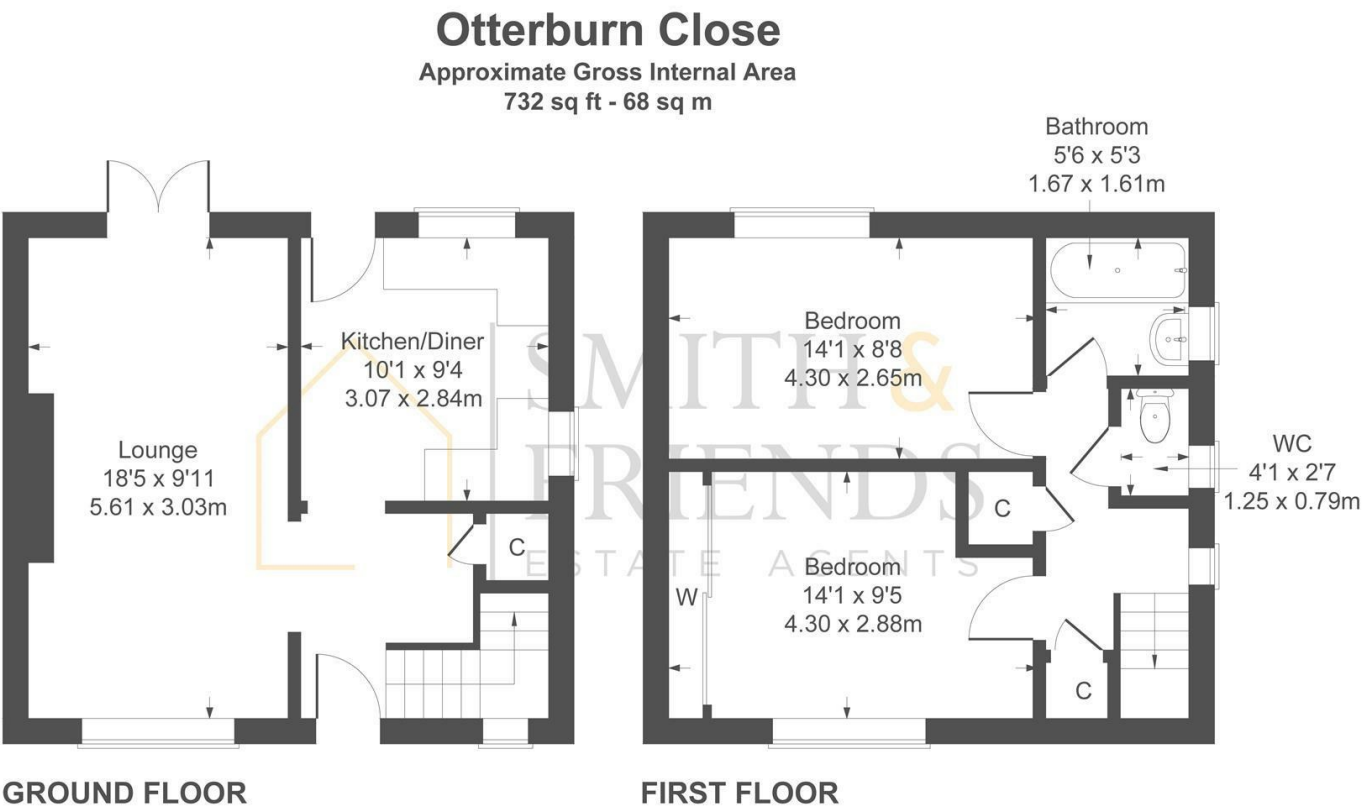 Otterburn Close
Approximate Gross Internal Area
732 sq ft - 68 sq m
Lounge
18'5 x 9'11
5.61 x 3.03m
Kitchen/Diner
10'1 x 9'4
3.07 x 2.84m
C
GROUND FLOOR
Bathroom
5'6 x 5'3
1.67 x 1.61m
Bedroom
14'1 x 8'8
4.30 x 2.65m
WC
4'1 x 2'7
1.25 x 0.79m
C
Bedroom
14'1 x 9'5
4.30 x 2.88m
W
C
FIRST FLOOR
SMITH &
FRIENDS
ESTATE AGENTS